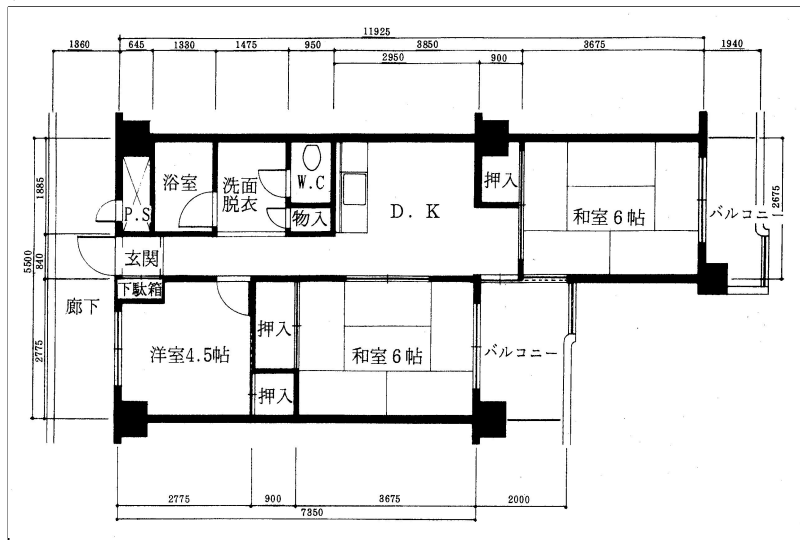 11925
1360
645
1330
1475
950
3850
3675
1940
2950
900
1885
840
2775
5500
2675
浴室
洗面
脱衣
W.C
物入
P.S
D.K
押入
和室6帖
バルコニー
玄関
下駄箱
廊下
洋室4.5帖
押入
押入
和室6帖
バルコニー
2775
900
3675
2000
7350